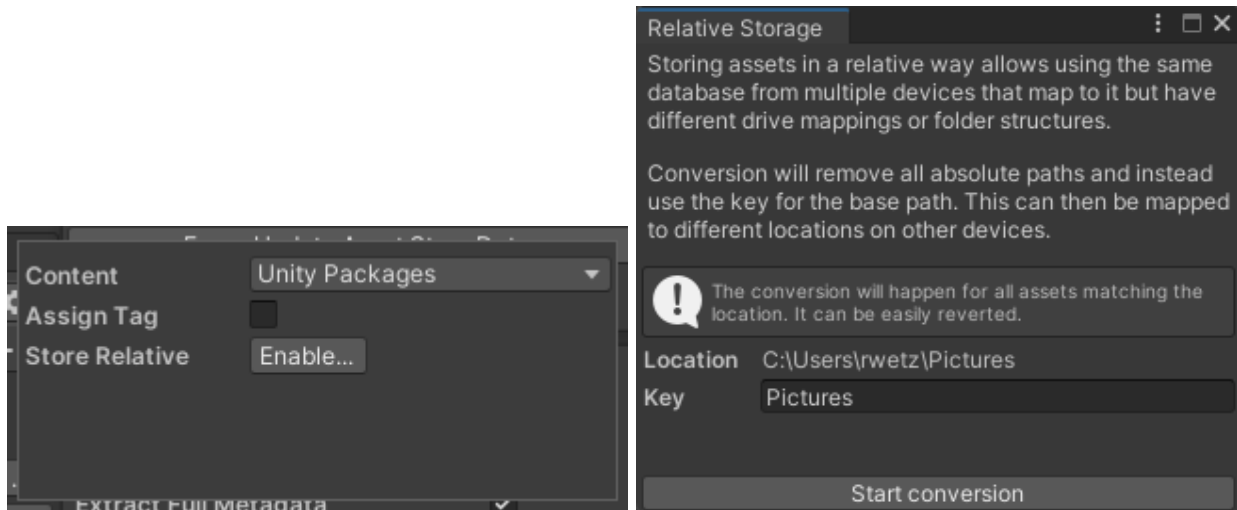 Content Unity Packages
Assign Tag
Store Relative Enable...
Extract Full Metadata
Relative Storage
Storing assets in a relative way allows using the same
database from multiple devices that map to it but have
different drive mappings or folder structures.
Conversion will remove all absolute paths and instead
use the key for the base path. This can then be mapped
to different locations on other devices.
The conversion will happen for all assets matching the
location. It can be easily reverted.
Location C:\Users\rwetz\Pictures
Key Pictures
Start conversion